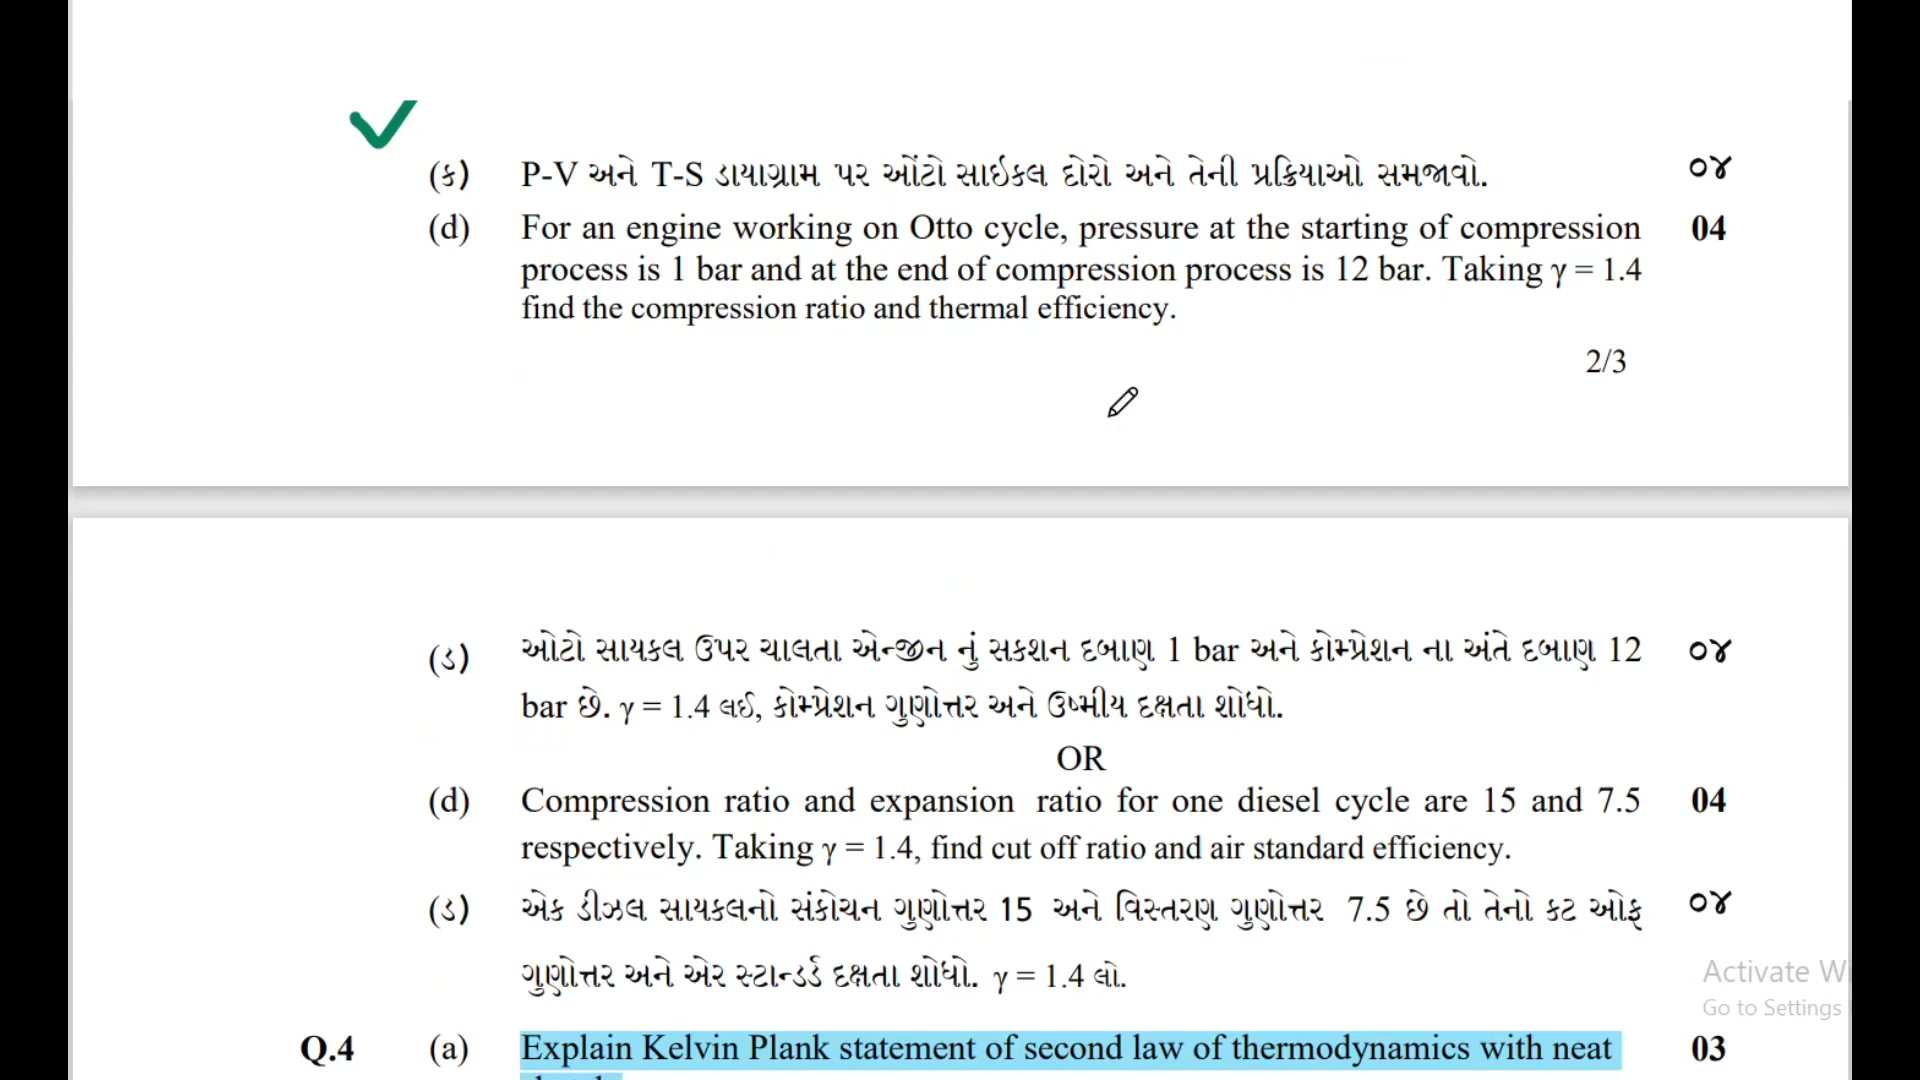 (ક) P-V અને T-S ડાયાગ્રામ પર ઓંટો સાઇકલ દોરો અને તેની પ્રક્રિયાઓ સમજાવો. ૦૪
(d) For an engine working on Otto cycle, pressure at the starting of compression 04
process is 1 bar and at the end of compression process is 12 bar. Taking γ = 1.4
find the compression ratio and thermal efficiency.
2/3
(ડ) ઓટો સાયકલ ઉપર ચાલતા એન્જીન નું સકશન દબાણ 1 bar અને કોમ્પ્રેશન ના અંતે દબાણ 12 ૦૪
bar છે. γ = 1.4 લઈ, કોમ્પ્રેશન ગુણોત્તર અને ઉષ્મીય દક્ષતા શોધો.
OR
(d) Compression ratio and expansion ratio for one diesel cycle are 15 and 7.5 04
respectively. Taking γ = 1.4, find cut off ratio and air standard efficiency.
(ડ) એક ડીઝલ સાયકલનો સંકોચન ગુણોત્તર 15 અને વિસ્તરણ ગુણોત્તર 7.5 છે તો તેનો કટ ઓફ ૦૪
ગુણોત્તર અને એર સ્ટાન્ડર્ડ દક્ષતા શોધો. γ = 1.4 લો.
Activate
Go to Settings
Q.4 (a) Explain Kelvin Plank statement of second law of thermodynamics with neat 03